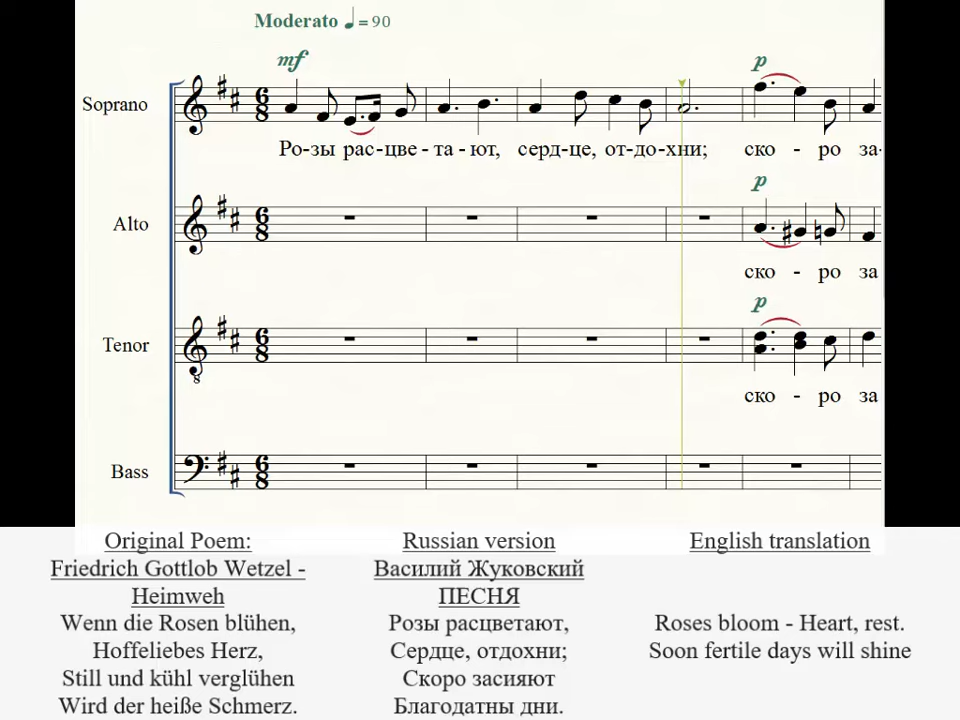 Moderato ♩= 90
mf
p
Soprano
Ро-зы рас-цве-та-ют, серд-це, от-до-хни; ско - ро за-
p
Alto
ско - ро за
p
Tenor
ско - ро за
Bass
Original Poem:
Friedrich Gottlob Wetzel -
Heimweh
Wenn die Rosen blühen,
Hoffeliebes Herz,
Still und kühl verglühen
Wird der heiße Schmerz.
Russian version
Василий Жуковский
ПЕСНЯ
Розы расцветают,
Сердце, отдохни;
Скоро засияют
Благодатны дни.
English translation
Roses bloom - Heart, rest.
Soon fertile days will shine